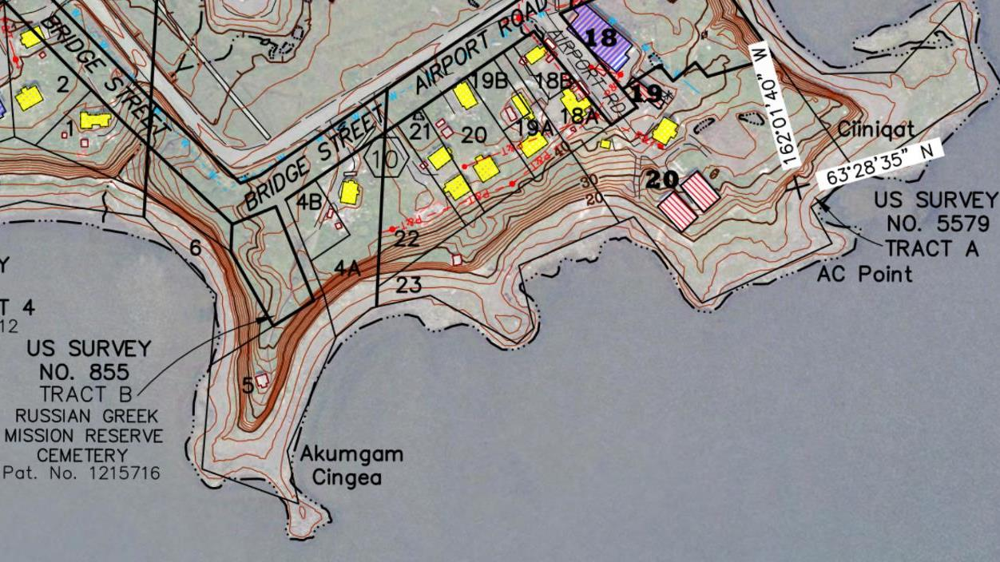 BRIDGE STREET
2
1
AIRPORT ROAD
AIRPORT RD
18
19
19B
18B
18A
19A
21
20
10
BRIDGE STREET
4B
40
30
20
20
22
4A
23
6
5
P&T
P&T
P&T
162°01'40" W
Ciiniqat
63°28'35" N
US SURVEY
NO. 5579
TRACT A
AC Point
Y
T 4
12
US SURVEY
NO. 855
TRACT B
RUSSIAN GREEK
MISSION RESERVE
CEMETERY
Pat. No. 1215716
Akumgam
Cingea